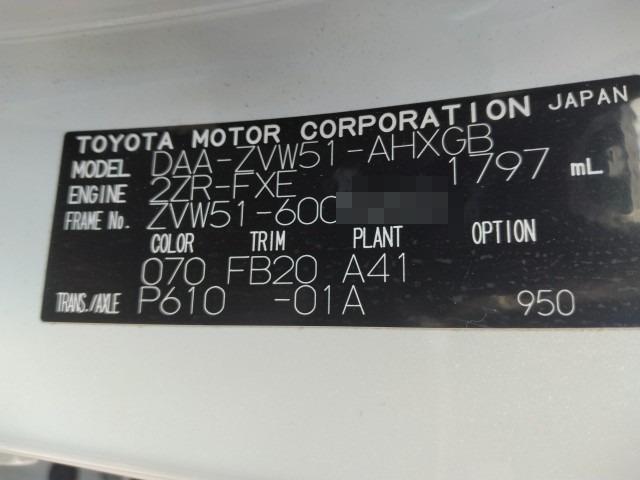 TOYOTA MOTOR CORPORATION JAPAN
MODEL DAA-ZVW51-AHXGB
ENGINE 2ZR-FXE 1797 mL
FRAME No. ZVW51-600
COLOR TRIM PLANT OPTION
070 FB20 A41
TRANS./AXLE P610 -01A 950